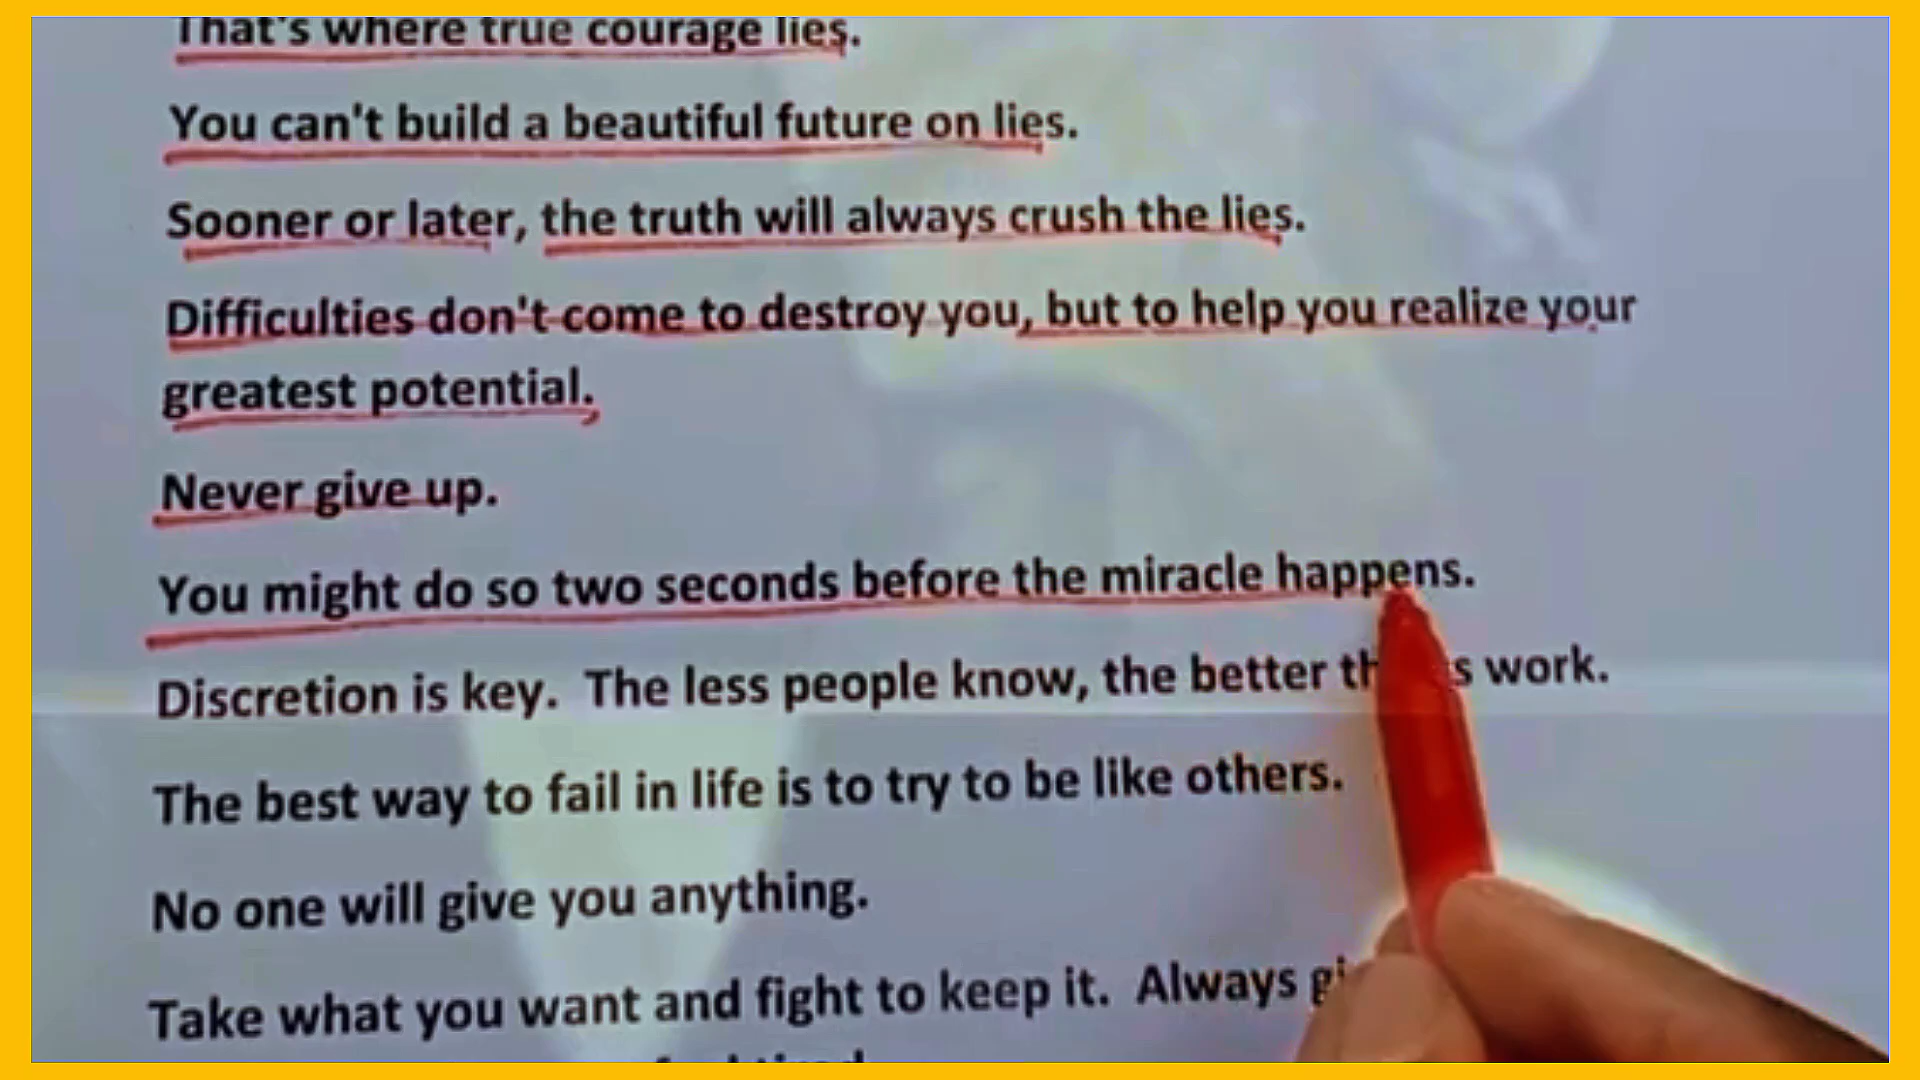 That's where true courage lies.
You can't build a beautiful future on lies.
Sooner or later, the truth will always crush the lies.
Difficulties don't come to destroy you, but to help you realize your
greatest potential.
Never give up.
You might do so two seconds before the miracle happens.
Discretion is key. The less people know, the better work.
The best way to fail in life is to try to be like others.
No one will give you anything.
Take what you want and fight to keep it. Always